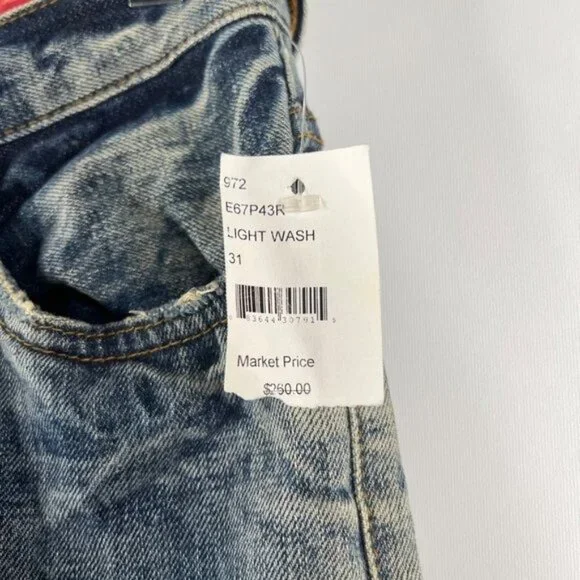 972
E67P43R
LIGHT WASH
31
Market Price
$260.00